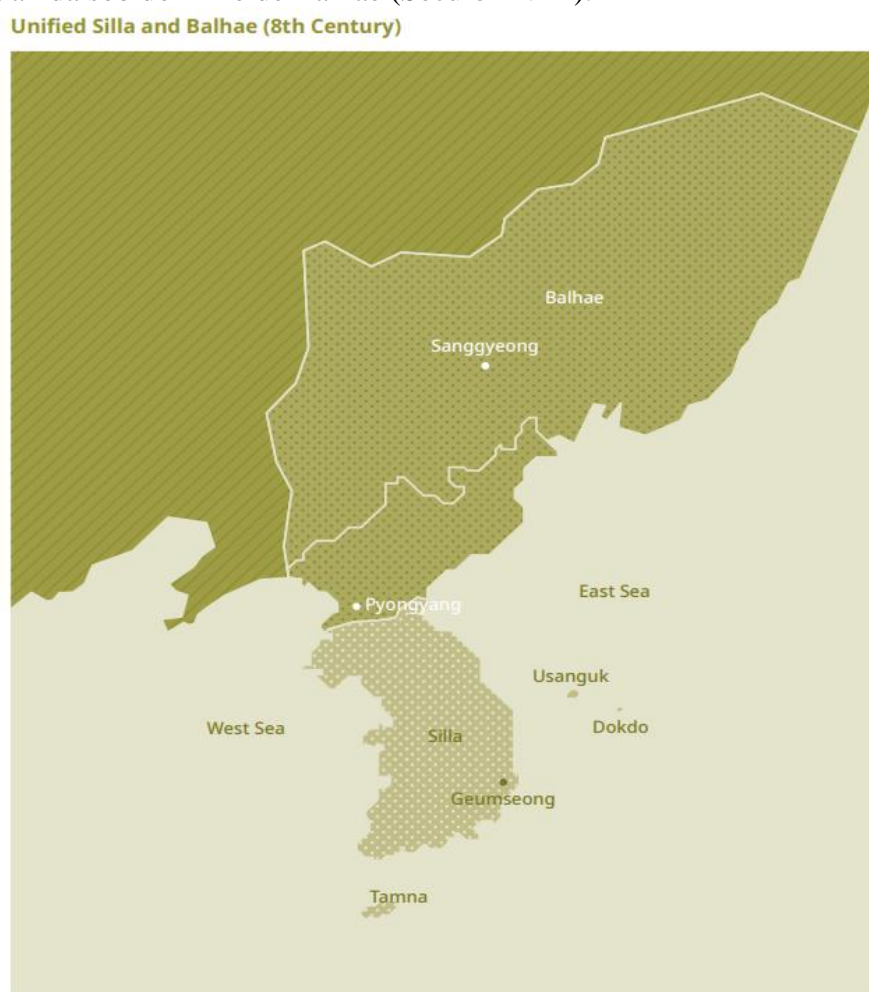 Unified Silla and Balhae (8th Century)
Balhae
Sanggyeong
Pyongyang
East Sea
Usanguk
Dokdo
West Sea
Silla
Geumseong
Tamna